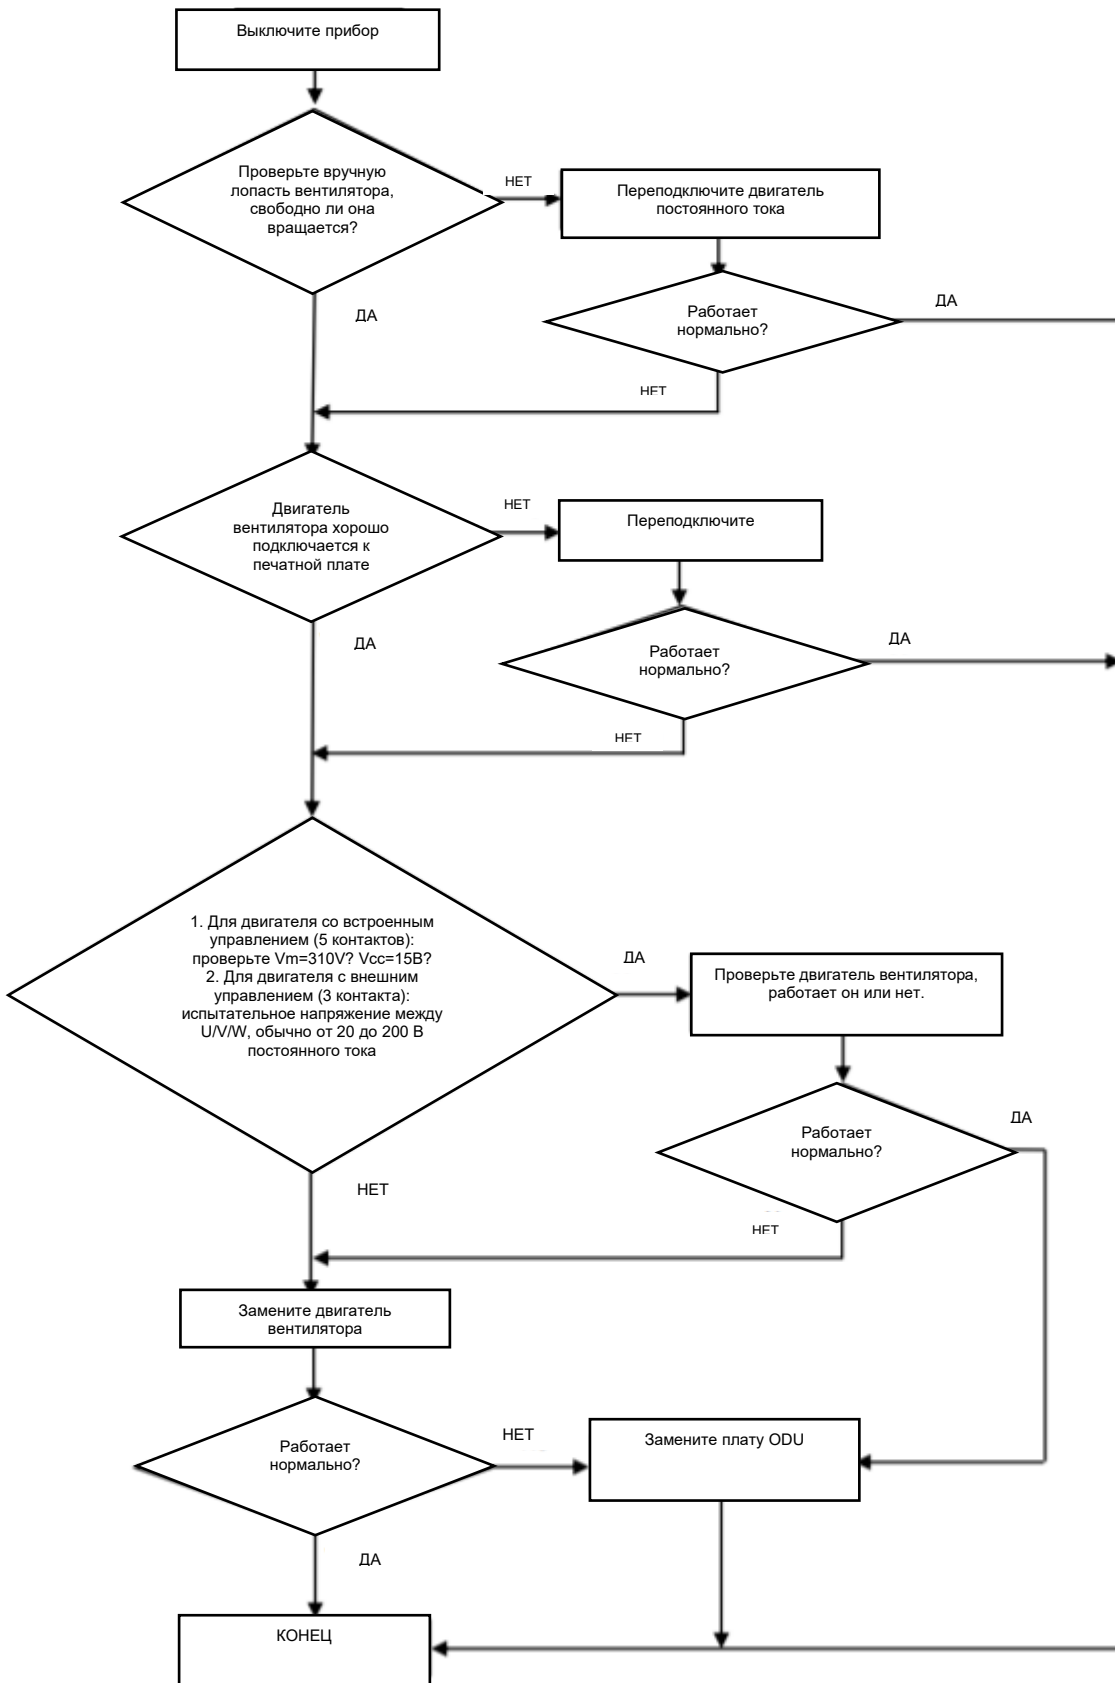 Выключите прибор
Проверьте вручную
лопасть вентилятора,
свободно ли она
вращается?
НЕТ
Переподключите двигатель
постоянного тока
ДА
Работает
нормально?
ДА
НЕТ
Двигатель
вентилятора хорошо
подключается к
печатной плате
НЕТ
Переподключите
ДА
Работает
нормально?
ДА
НЕТ
1. Для двигателя со встроенным
управлением (5 контактов):
проверьте Vm=310V? Vcc=15В?
2. Для двигателя с внешним
управлением (3 контакта):
испытательное напряжение между
U/V/W, обычно от 20 до 200 В
постоянного тока
ДА
Проверьте двигатель вентилятора,
работает он или нет.
Работает
нормально?
ДА
НЕТ
НЕТ
Замените двигатель
вентилятора
Работает
нормально?
НЕТ
Замените плату ODU
ДА
КОНЕЦ